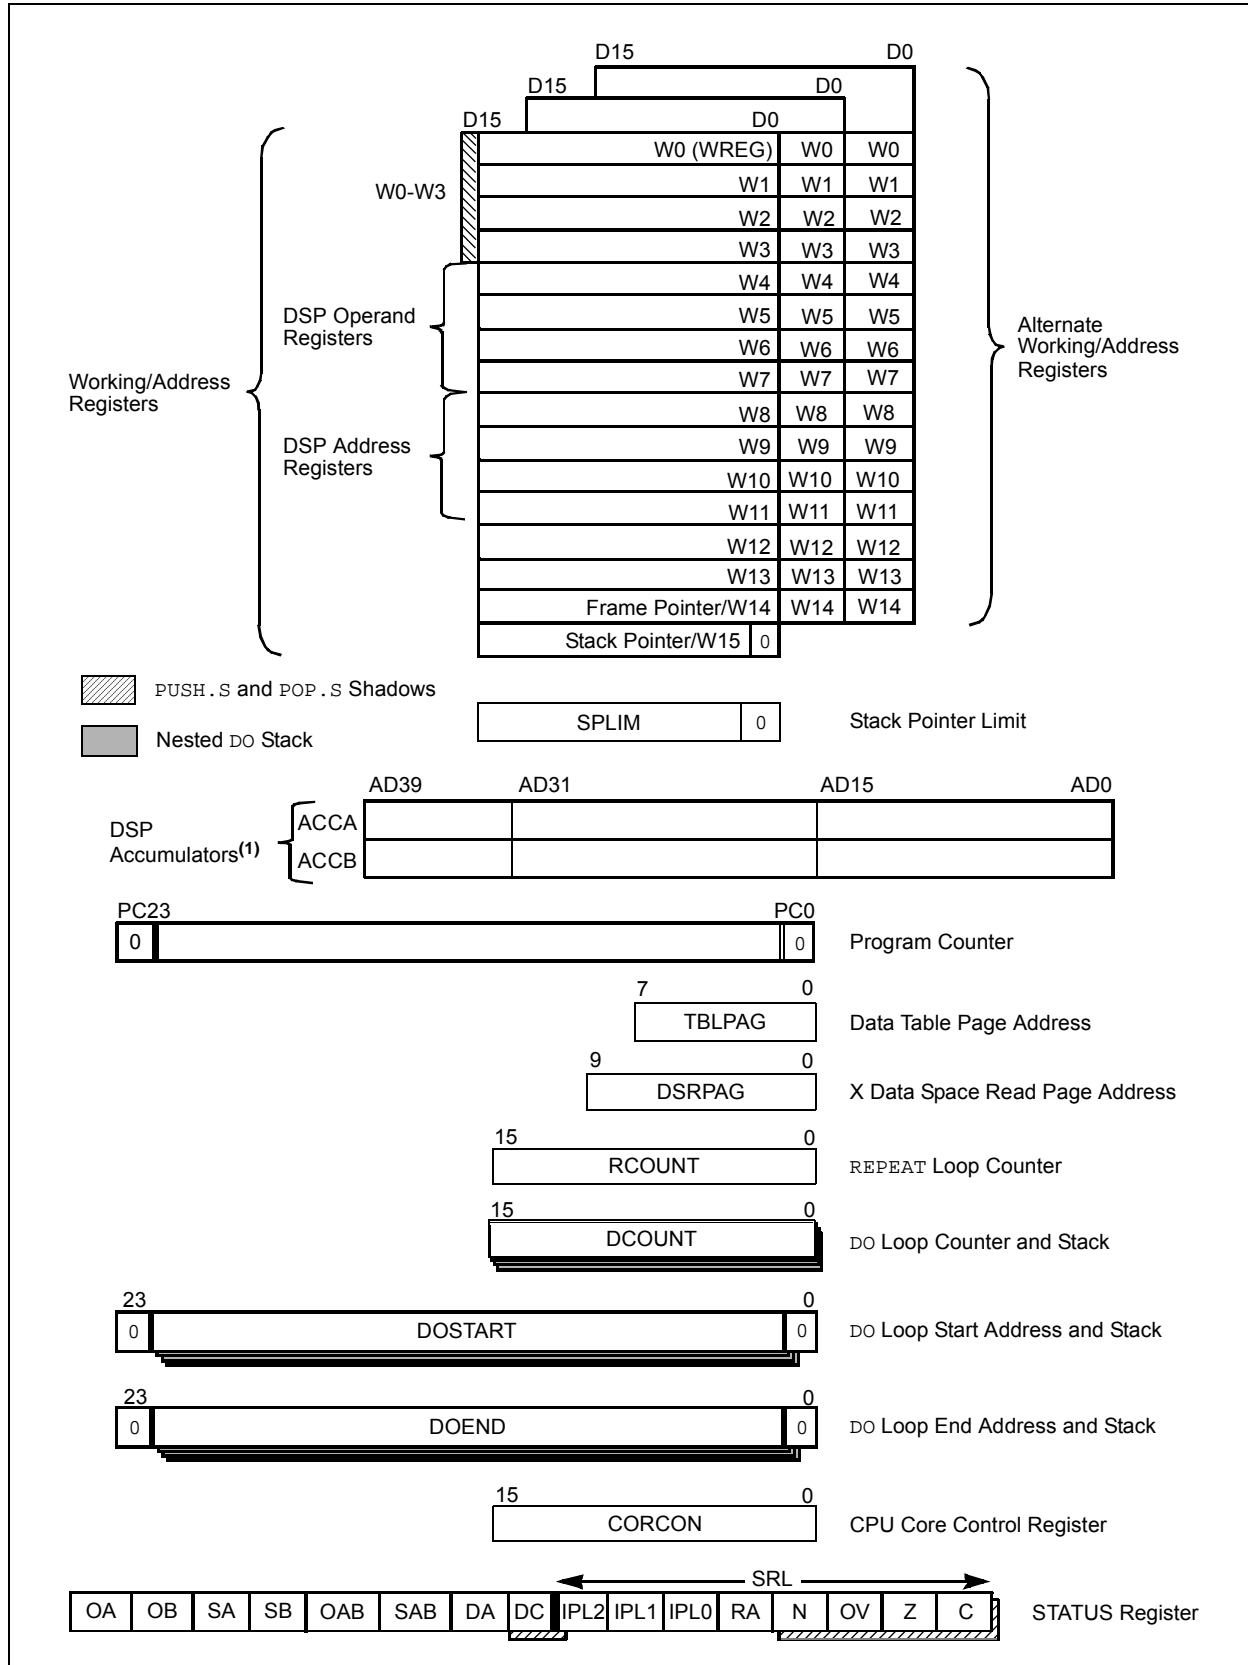 D15 D0
D15 D0
D15 D0
W0 (WREG) W0 W0
W0-W3
W1 W1 W1
W2 W2 W2
W3 W3 W3
W4 W4 W4
DSP Operand
Registers
W5 W5 W5
W6 W6 W6
W7 W7 W7
Alternate
Working/Address
Registers
Working/Address
Registers
W8 W8 W8
DSP Address
Registers
W9 W9 W9
W10 W10 W10
W11 W11 W11
W12 W12 W12
W13 W13 W13
Frame Pointer/W14 W14 W14
Stack Pointer/W15 0
PUSH.S and POP.S Shadows
Nested DO Stack
SPLIM 0 Stack Pointer Limit
AD39 AD31 AD15 AD0
DSP
Accumulators(1)
ACCA
ACCB
PC23 PC0
0 0 Program Counter
7 0
TBLPAG Data Table Page Address
9 0
DSRPAG X Data Space Read Page Address
15 0
RCOUNT REPEAT Loop Counter
15 0
DCOUNT DO Loop Counter and Stack
23 0
0 DOSTART 0 DO Loop Start Address and Stack
23 0
0 DOEND 0 DO Loop End Address and Stack
15 0
CORCON CPU Core Control Register
SRL
OA OB SA SB OAB SAB DA DC IPL2 IPL1 IPL0 RA N OV Z C STATUS Register